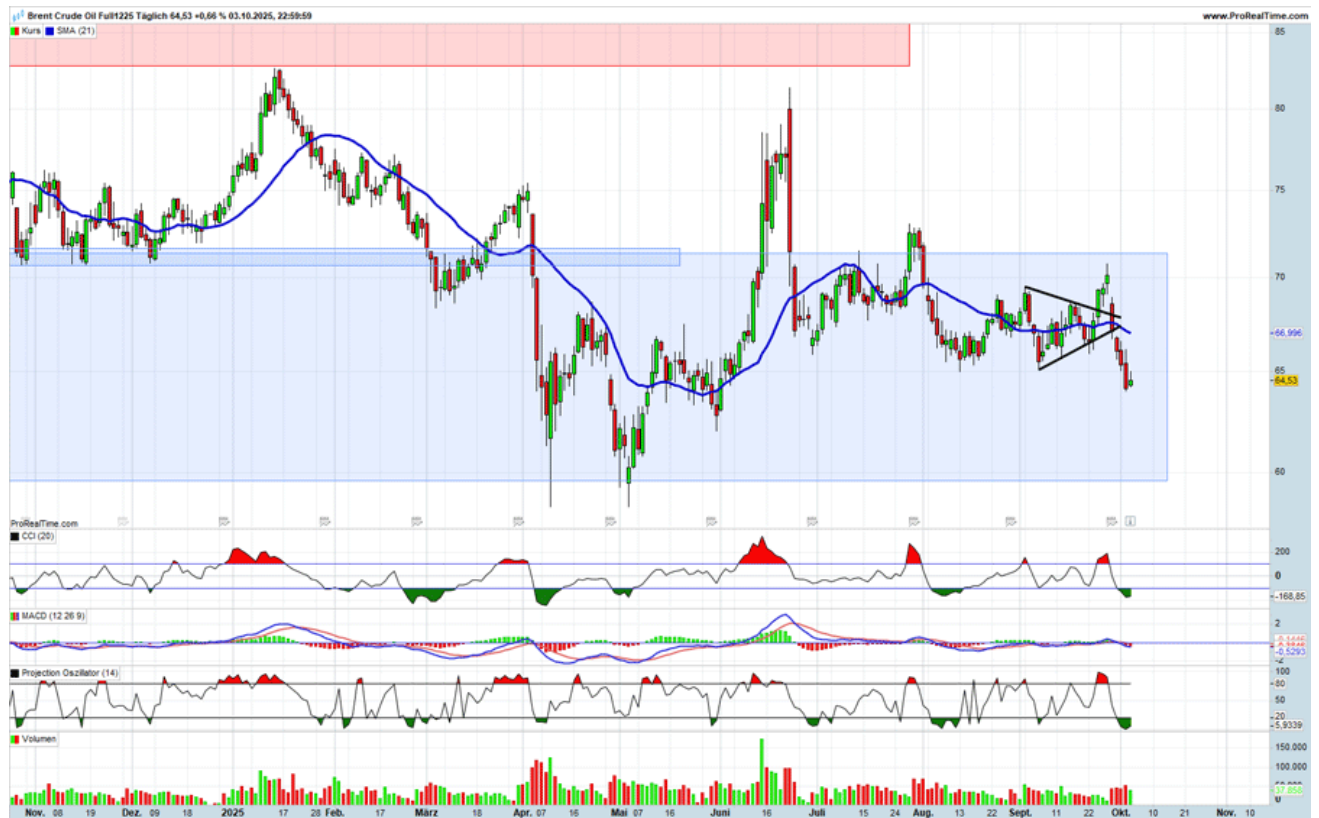 Brent Crude Oil Full1225 Täglich 64,53 +0,66 % 03.10.2025, 22:59:59
www.ProRealTime.com
Kurs SMA (21)
85
80
75
70
66,996
65
64,53
60
ProRealTime.com
CCI (20)
200
0
-168,85
MACD (12 26 9)
2
-0,5293
-2
Projection Oszillator (14)
100
80
50
20
5,9339
Volumen
150.000
100.000
37.856
0
Nov. 08 19 Dez. 09 18 2025 17 28 Feb. 17 März 18 Apr. 07 16 Mai 07 Juni 16 Juli 15 24 Aug. 13 22 Sept. 11 22 Okt. 10 21 Nov. 10